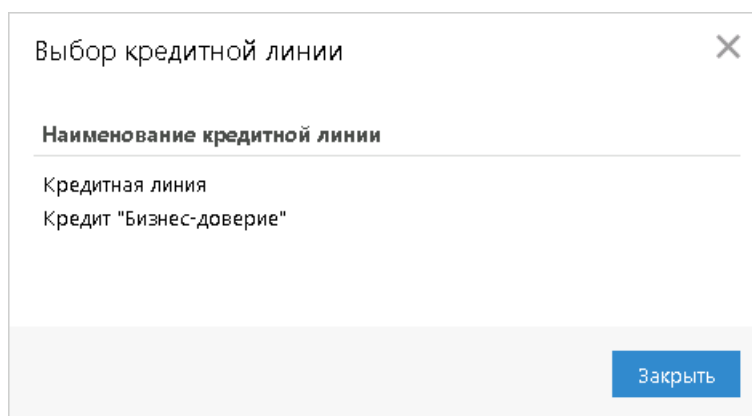 Выбор кредитной линии
Наименование кредитной линии
Кредитная линия
Кредит "Бизнес-доверие"
Закрыть